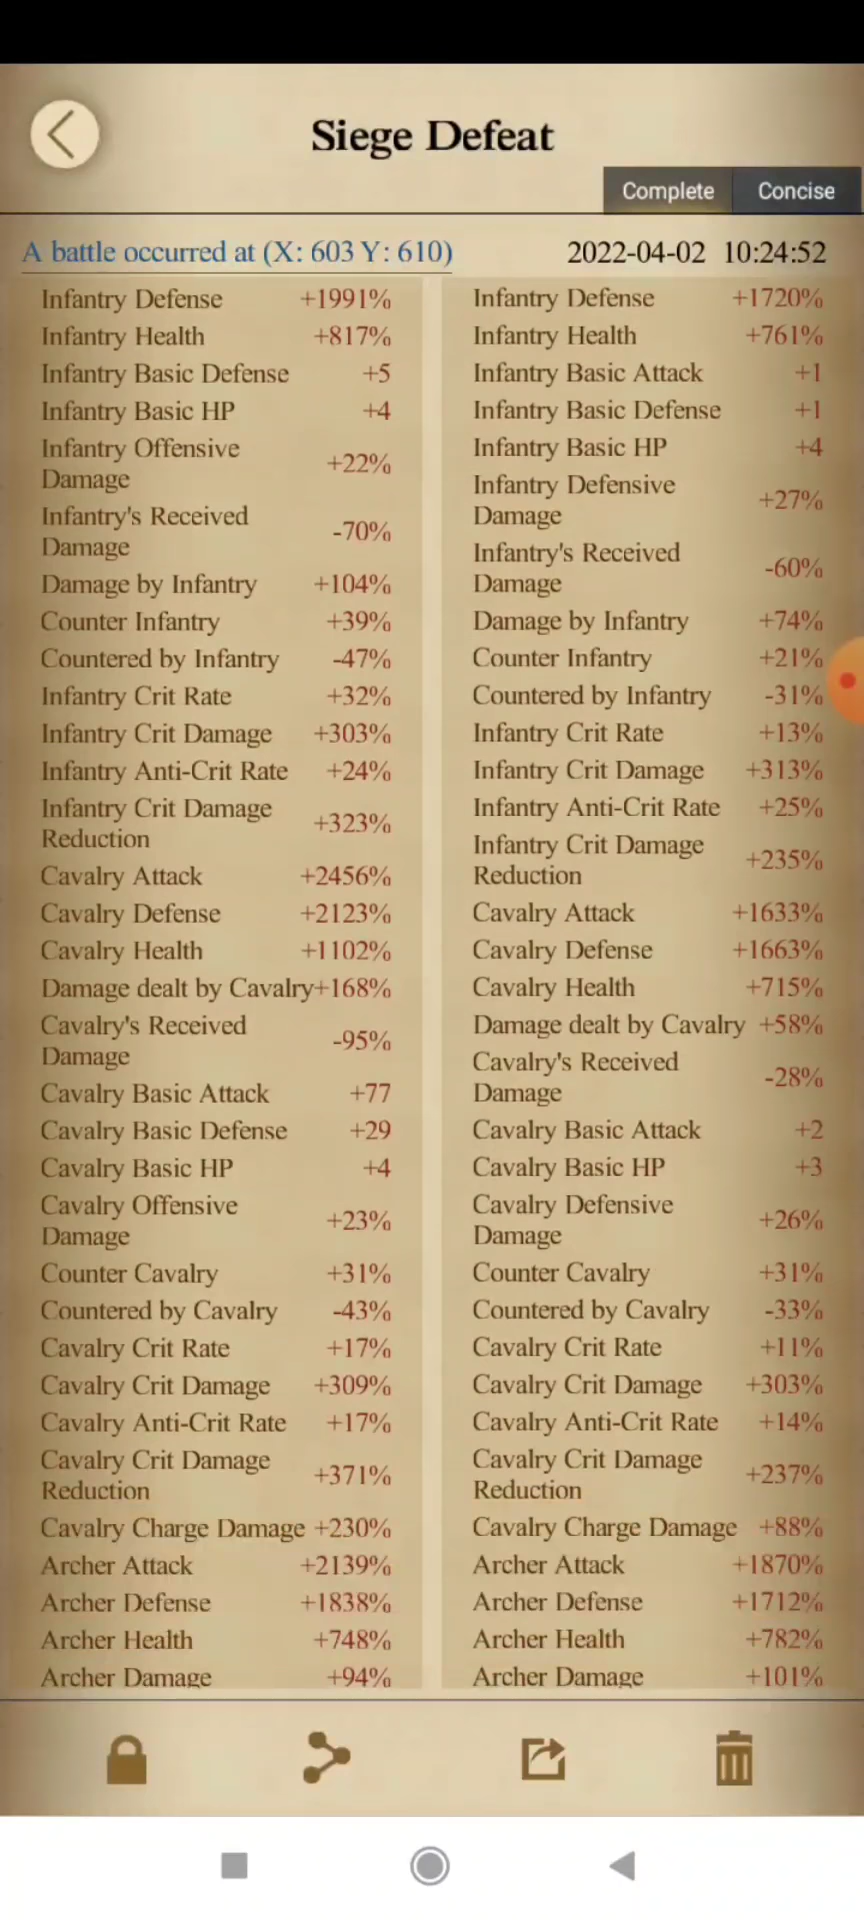 Siege Defeat
Complete Concise
A battle occurred at (X: 603 Y: 610) 2022-04-02 10:24:52
Infantry Defense +1991%
Infantry Health +817%
Infantry Basic Defense +5
Infantry Basic HP +4
Infantry Offensive
Damage +22%
Infantry's Received
Damage -70%
Damage by Infantry +104%
Counter Infantry +39%
Countered by Infantry -47%
Infantry Crit Rate +32%
Infantry Crit Damage +303%
Infantry Anti-Crit Rate +24%
Infantry Crit Damage
Reduction +323%
Cavalry Attack +2456%
Cavalry Defense +2123%
Cavalry Health +1102%
Damage dealt by Cavalry+168%
Cavalry's Received
Damage -95%
Cavalry Basic Attack +77
Cavalry Basic Defense +29
Cavalry Basic HP +4
Cavalry Offensive
Damage +23%
Counter Cavalry +31%
Countered by Cavalry -43%
Cavalry Crit Rate +17%
Cavalry Crit Damage +309%
Cavalry Anti-Crit Rate +17%
Cavalry Crit Damage
Reduction +371%
Cavalry Charge Damage +230%
Archer Attack +2139%
Archer Defense +1838%
Archer Health +748%
Archer Damage +94%
Infantry Defense +1720%
Infantry Health +761%
Infantry Basic Attack +1
Infantry Basic Defense +1
Infantry Basic HP +4
Infantry Defensive
Damage +27%
Infantry's Received
Damage -60%
Damage by Infantry +74%
Counter Infantry +21%
Countered by Infantry -31%
Infantry Crit Rate +13%
Infantry Crit Damage +313%
Infantry Anti-Crit Rate +25%
Infantry Crit Damage
Reduction +235%
Cavalry Attack +1633%
Cavalry Defense +1663%
Cavalry Health +715%
Damage dealt by Cavalry +58%
Cavalry's Received
Damage -28%
Cavalry Basic Attack +2
Cavalry Basic HP +3
Cavalry Defensive
Damage +26%
Counter Cavalry +31%
Countered by Cavalry -33%
Cavalry Crit Rate +11%
Cavalry Crit Damage +303%
Cavalry Anti-Crit Rate +14%
Cavalry Crit Damage
Reduction +237%
Cavalry Charge Damage +88%
Archer Attack +1870%
Archer Defense +1712%
Archer Health +782%
Archer Damage +101%